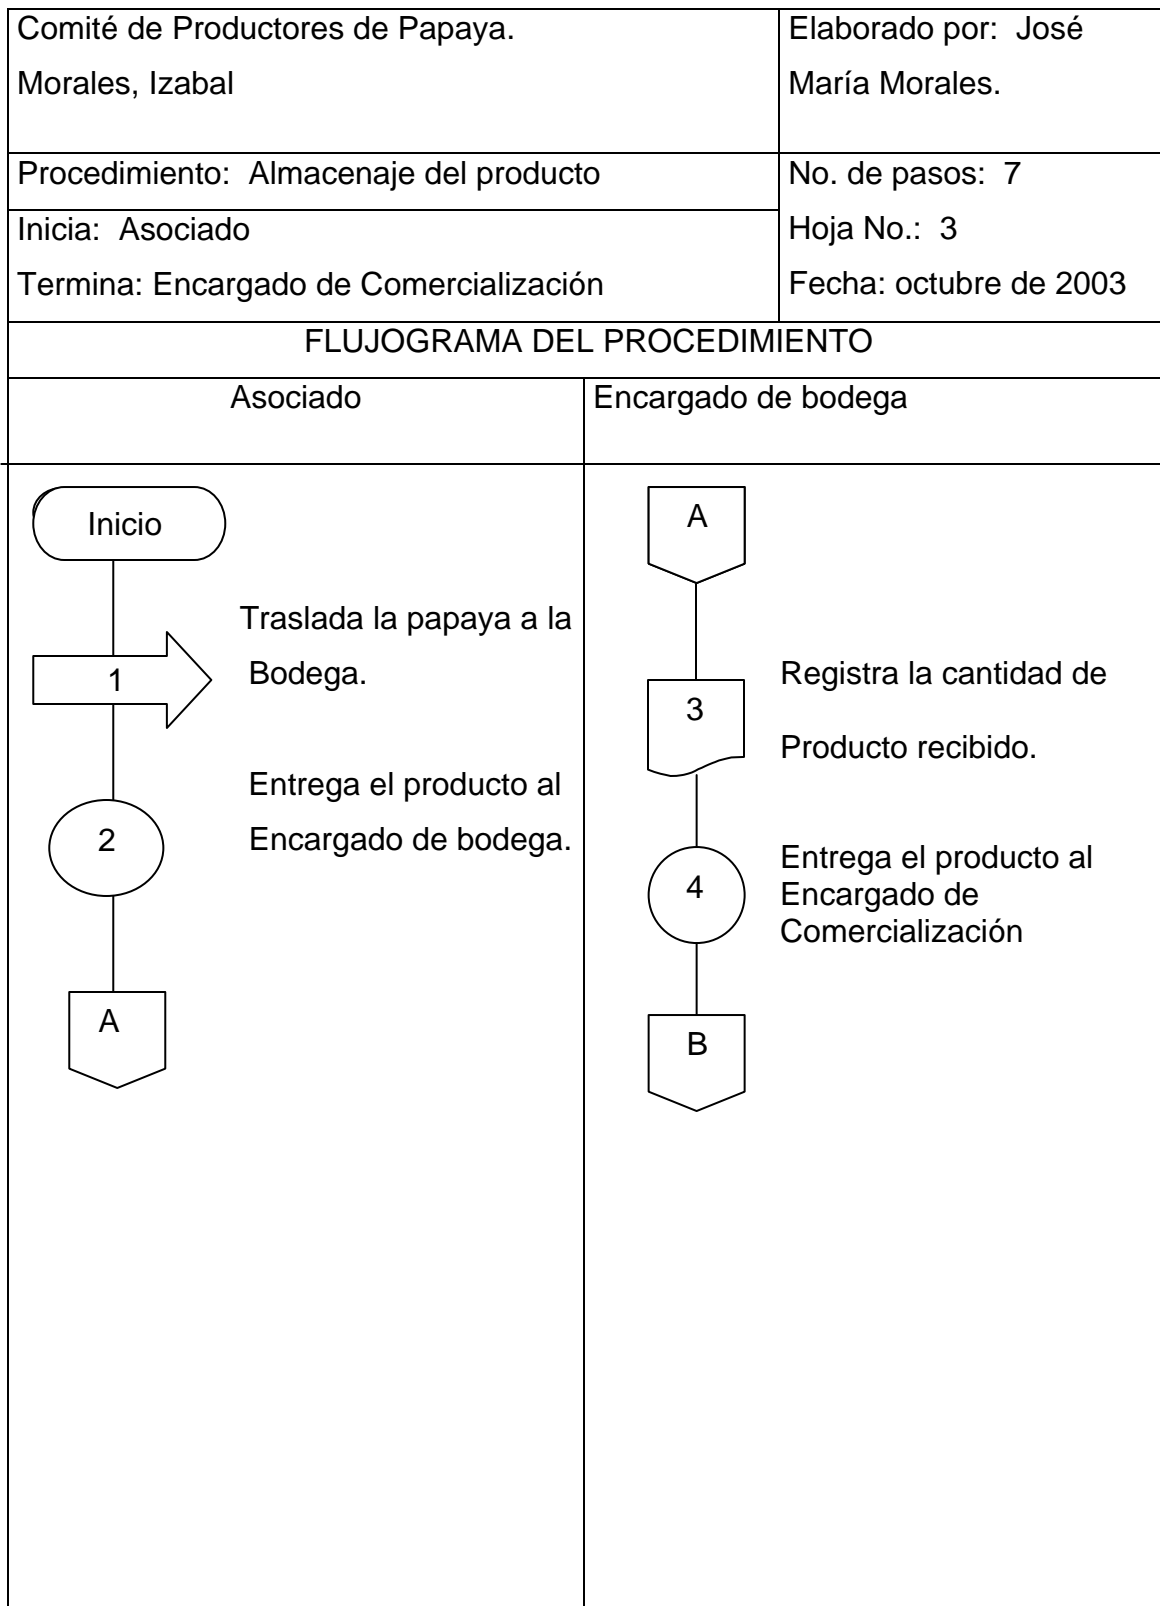 Comité de Productores de Papaya.
Morales, Izabal
Elaborado por: José
María Morales.
Procedimiento: Almacenaje del producto
Inicia: Asociado
Termina: Encargado de Comercialización
No. de pasos: 7
Hoja No.: 3
Fecha: octubre de 2003
FLUJOGRAMA DEL PROCEDIMIENTO
Asociado
Encargado de bodega
Inicio
Traslada la papaya a la
1
Bodega.
Entrega el producto al
2
Encargado de bodega.
A
A
Registra la cantidad de
3
Producto recibido.
Entrega el producto al
4
Encargado de
Comercialización
B